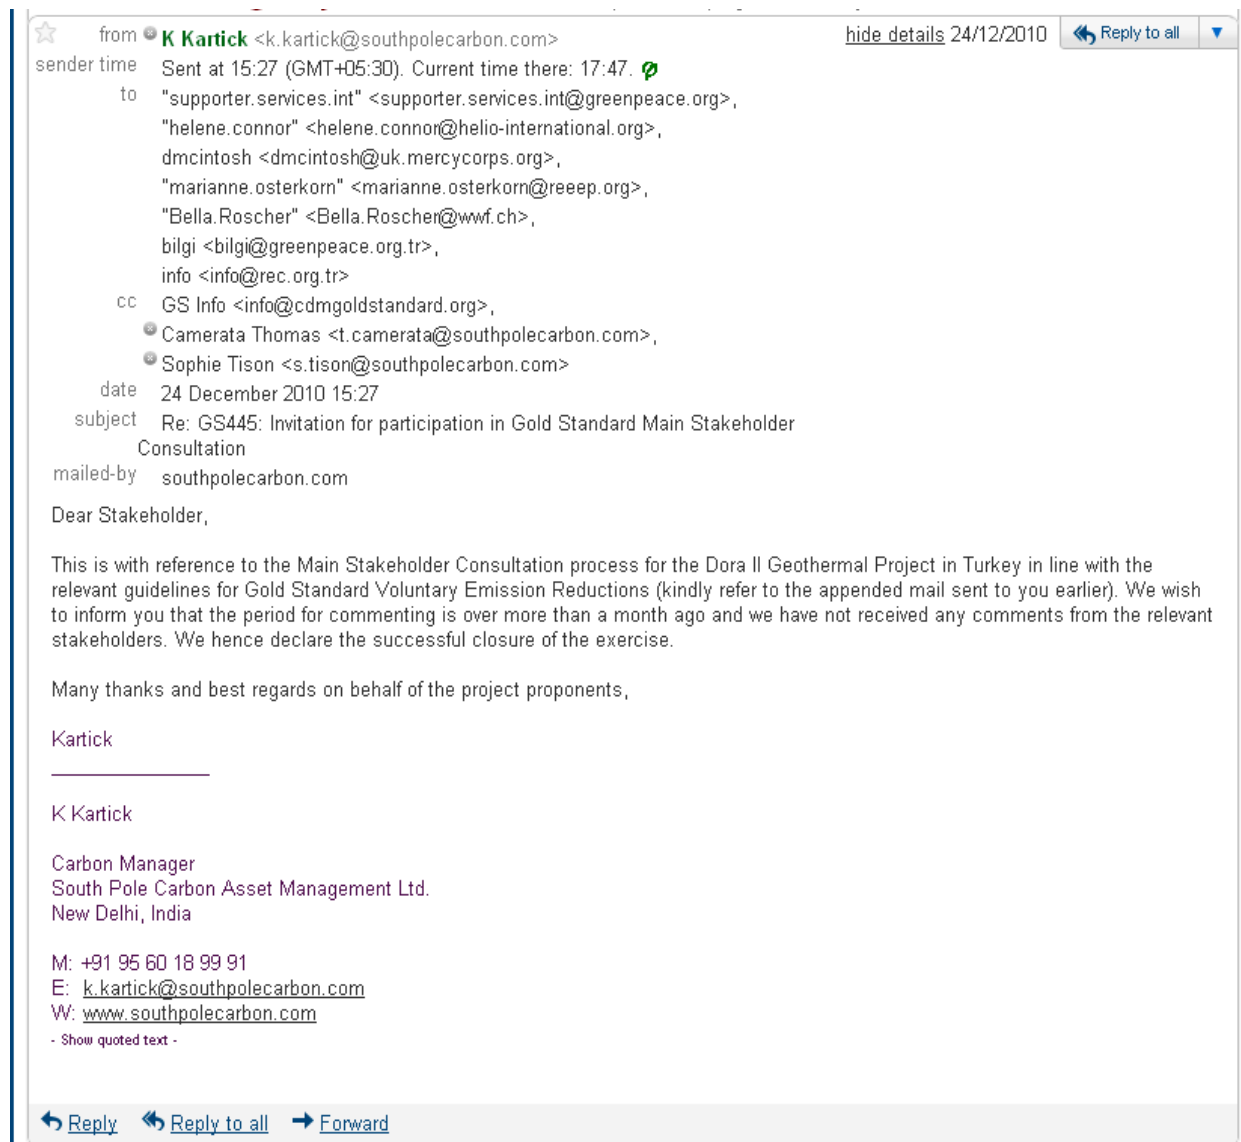 from K Kartick <k.kartick@southpolecarbon.com> hide details 24/12/2010 Reply to all
sender time Sent at 15:27 (GMT+05:30). Current time there: 17:47.
to "supporter.services.int" <supporter.services.int@greenpeace.org>,
"helene.connor" <helene.connor@helio-international.org>,
dmcintosh <dmcintosh@uk.mercycorps.org>,
"marianne.osterkorn" <marianne.osterkorn@reeep.org>,
"Bella.Roscher" <Bella.Roscher@wwf.ch>,
bilgi <bilgi@greenpeace.org.tr>,
info <info@rec.org.tr>
cc GS Info <info@cdmgoldstandard.org>,
Camerata Thomas <t.camerata@southpolecarbon.com>,
Sophie Tison <s.tison@southpolecarbon.com>
date 24 December 2010 15:27
subject Re: GS445: Invitation for participation in Gold Standard Main Stakeholder
Consultation
mailed-by southpolecarbon.com
Dear Stakeholder,
This is with reference to the Main Stakeholder Consultation process for the Dora II Geothermal Project in Turkey in line with the
relevant guidelines for Gold Standard Voluntary Emission Reductions (kindly refer to the appended mail sent to you earlier). We wish
to inform you that the period for commenting is over more than a month ago and we have not received any comments from the relevant
stakeholders. We hence declare the successful closure of the exercise.
Many thanks and best regards on behalf of the project proponents,
Kartick
K Kartick
Carbon Manager
South Pole Carbon Asset Management Ltd.
New Delhi, India
M: +91 95 60 18 99 91
E: k.kartick@southpolecarbon.com
W: www.southpolecarbon.com
- Show quoted text -
Reply Reply to all Forward